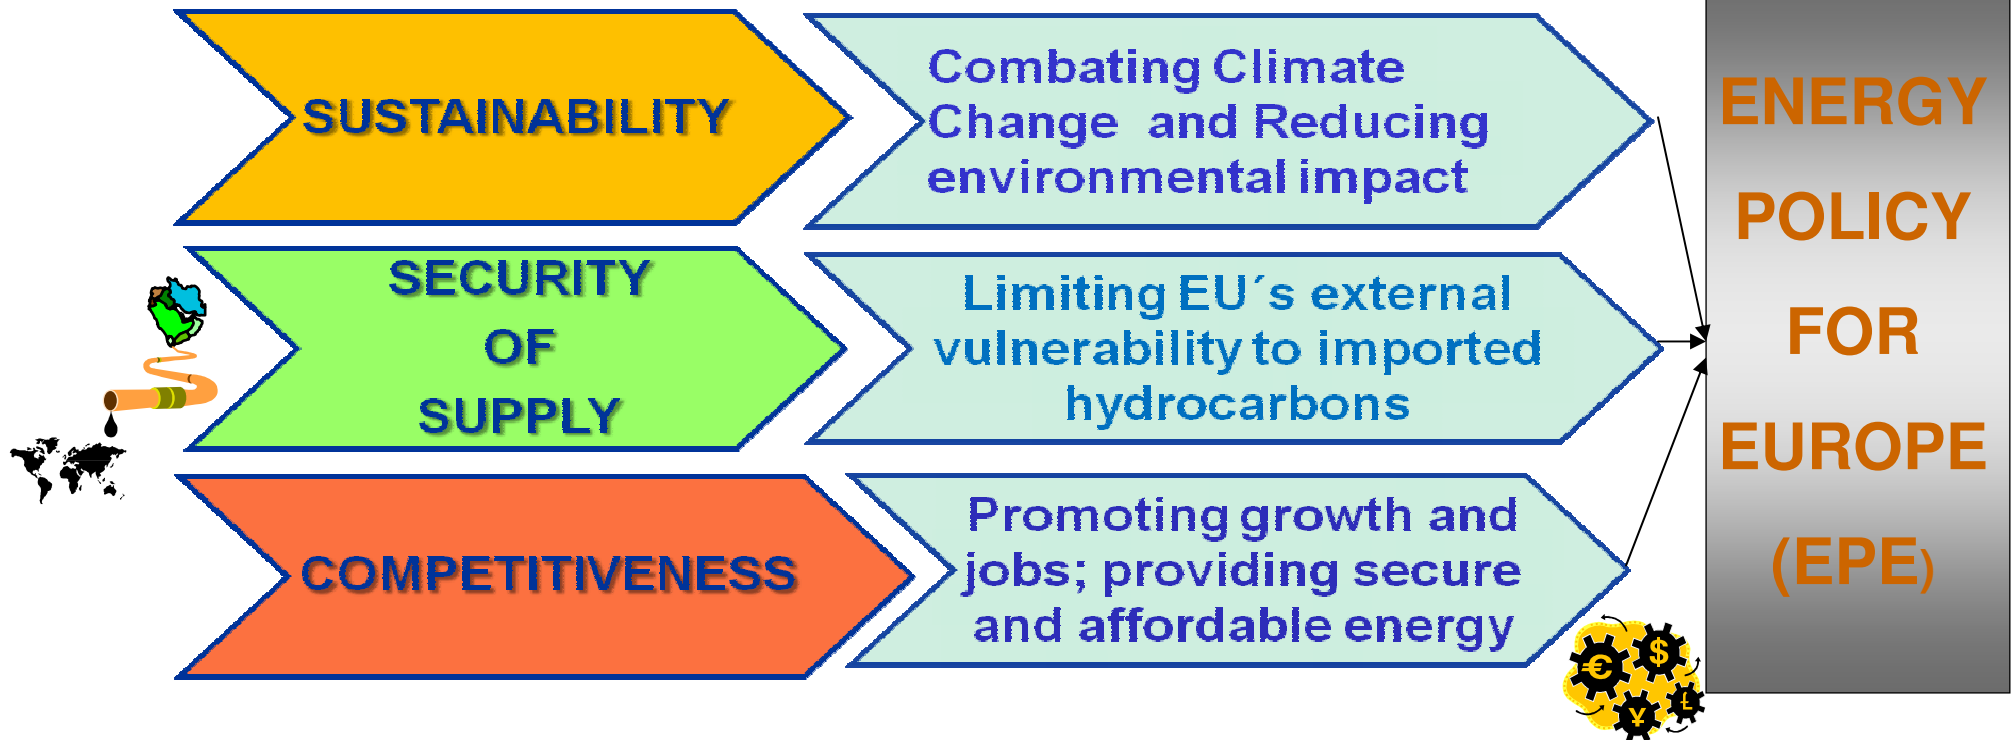 SUSTAINABILITY
Combating Climate
Change and Reducing
environmental impact
SECURITY
OF
SUPPLY
Limiting EU´s external
vulnerability to imported
hydrocarbons
COMPETITIVENESS
Promoting growth and
jobs; providing secure
and affordable energy
€
$
¥
£
ENERGY
POLICY
FOR
EUROPE
(EPE)